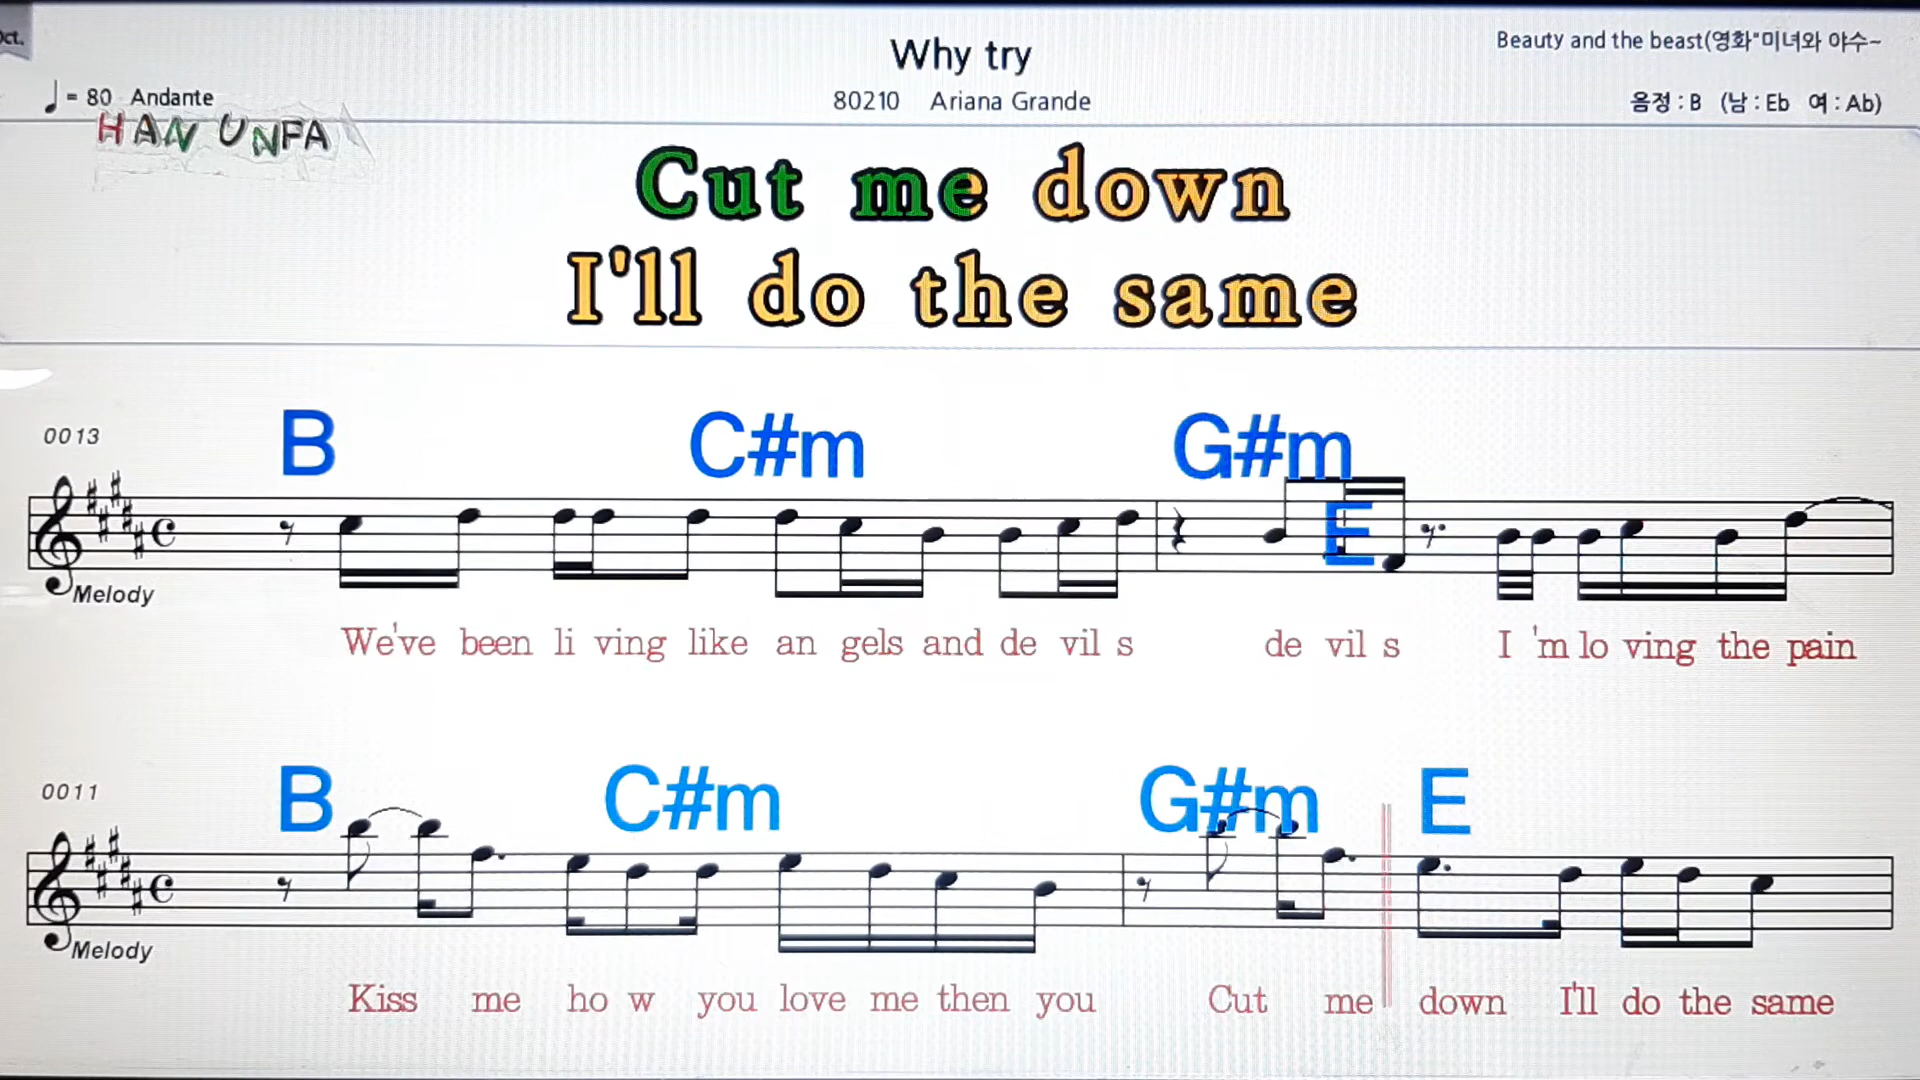 Oct.
Why try
Beauty and the beast(영화"미녀와 야수~
♩= 80 Andante
80210 Ariana Grande
음정 : B (남 : Eb 여 : Ab)
HAN UNFA
Cut me down
I'll do the same
0013
B C#m G#m E
Melody
We've been li ving like an gels and de vil s de vil s I 'm lo ving the pain
0011
B C#m G#m E
Melody
Kiss me ho w you love me then you Cut me down I'll do the same